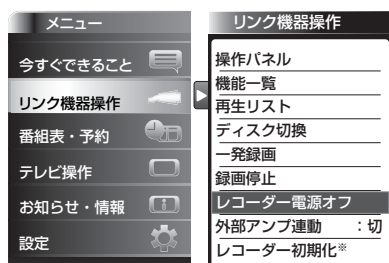 メニュー
今すぐできること
リンク機器操作
番組表・予約
テレビ操作
お知らせ・情報
設定
リンク機器操作
操作パネル
機能一覧
再生リスト
ディスク切換
一発録画
録画停止
レコーダー電源オフ
外部アンプ連動　：切
レコーダー初期化※